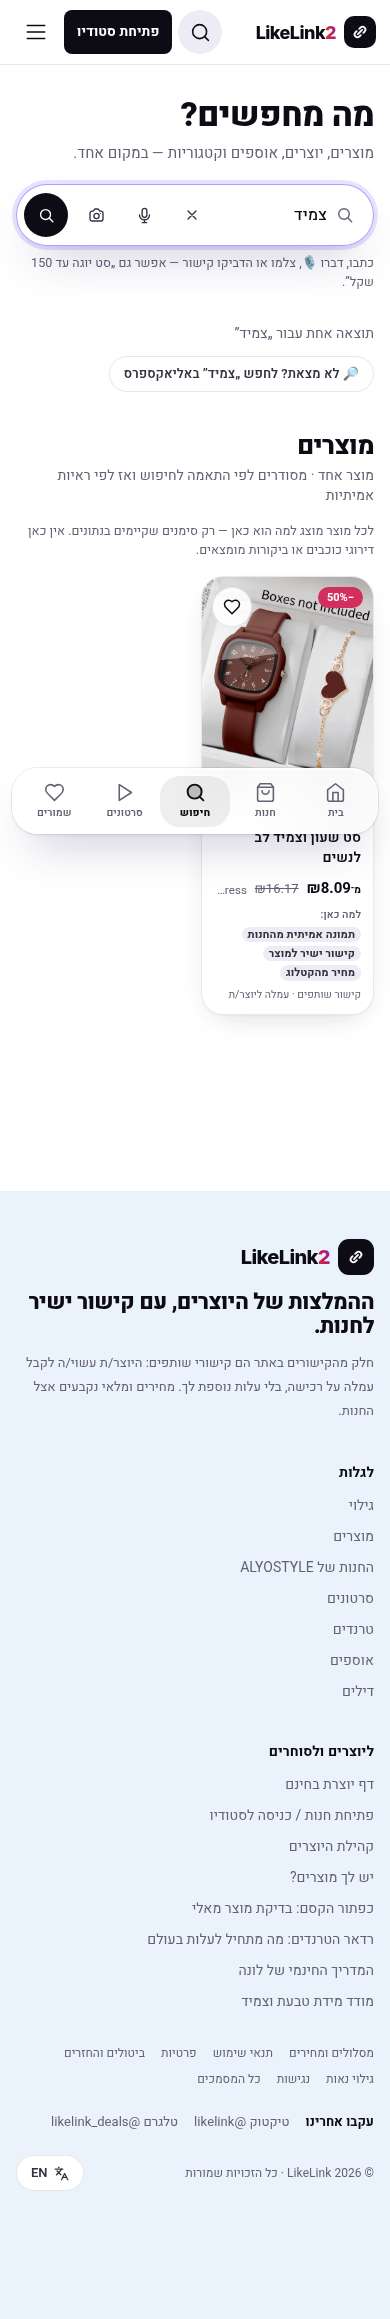 LikeLink2
פתיחת סטודיו
מה מחפשים?
מוצרים, יוצרים, אוספים וקטגוריות — במקום אחד.
צמיד
כתבו, דברו 🎙️, צלמו או הדביקו קישור — אפשר גם „סט יוגה עד 150
שקל”.
תוצאה אחת עבור „צמיד”
🔎 לא מצאת? לחפש „צמיד” באליאקספרס
מוצרים
מוצר אחד · מסודרים לפי התאמה לחיפוש ואז לפי ראיות
אמיתיות
לכל מוצר מוצג למה הוא כאן — רק סימנים שקיימים בנתונים. אין כאן
דירוגי כוכבים או ביקורות מומצאים.
−50%
Boxes not included
בית
חנות
חיפוש
סרטונים
שמורים
סט שעון וצמיד לב
לנשים
מ־₪8.09 ₪16.17 ...ress
למה כאן:
תמונה אמיתית מהחנות
קישור ישיר למוצר
מחיר מהקטלוג
קישור שותפים · עמלה ליוצר/ת
LikeLink2
ההמלצות של היוצרים, עם קישור ישיר
לחנות.
חלק מהקישורים באתר הם קישורי שותפים: היוצר/ת עשוי/ה לקבל
עמלה על רכישה, בלי עלות נוספת לך. מחירים ומלאי נקבעים אצל
החנות.
לגלות
גילוי
מוצרים
החנות של ALYOSTYLE
סרטונים
טרנדים
אוספים
דילים
ליוצרים ולסוחרים
דף יוצרת בחינם
פתיחת חנות / כניסה לסטודיו
קהילת היוצרים
יש לך מוצרים?
כפתור הקסם: בדיקת מוצר מאלי
רדאר הטרנדים: מה מתחיל לעלות בעולם
המדריך החינמי של לונה
מודד מידת טבעת וצמיד
מסלולים ומחירים תנאי שימוש פרטיות ביטולים והחזרים
גילוי נאות נגישות כל המסמכים
עקבו אחרינו טיקטוק @likelink טלגרם @likelink_deals
© 2026 LikeLink · כל הזכויות שמורות
EN